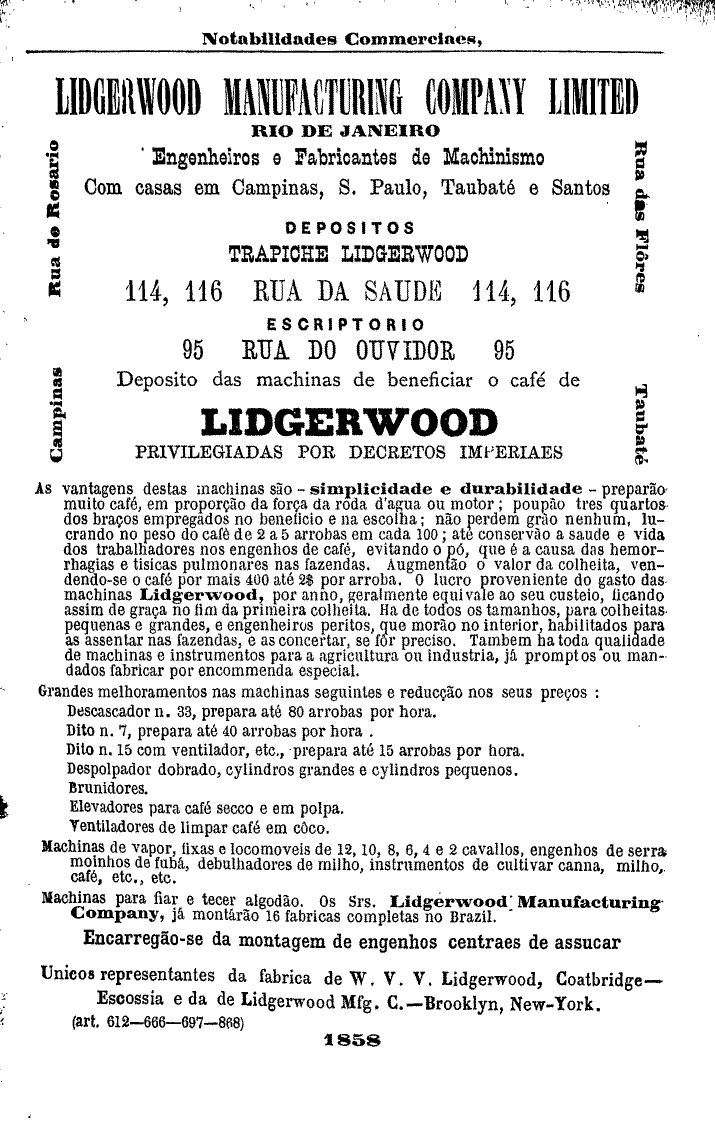 Notabilidades Commerciaes,
LIDGERWOOD MANUFACTURING COMPANY LIMITED
RIO DE JANEIRO
Engenheiros e Fabricantes de Machinismo
Com casas em Campinas, S. Paulo, Taubaté e Santos
Rua do Rosario
Rua das Flôres
DEPOSITOS
TRAPICHE LIDGERWOOD
114, 116 RUA DA SAUDE 114, 116
ESCRIPTORIO
95 RUA DO OUVIDOR 95
Deposito das machinas de beneficiar o café de
Campinas
Taubaté
LIDGERWOOD
PRIVILEGIADAS POR DECRETOS IMPERIAES
As vantagens destas machinas são – simplicidade e durabilidade – preparão
muito café, em proporção da força da roda d'agua ou motor ; poupão tres quartos
dos braços empregados no beneficio e na escolha ; não perdem grão nenhum, lu-
crando no peso do café de 2 a 5 arrobas em cada 100 ; até conservão a saude e vida
dos trabalhadores nos engenhos de café, evitando o pó, que é a causa das hemor-
rhagias e tisicas pulmonares nas fazendas. Augmentão o valor da colheita, ven-
dendo-se o café por mais 400 até 2$ por arroba. O lucro proveniente do gasto das
machinas Lidgerwood, por anno, geralmente equivale ao seu custeio, ficando
assim de graça no fim da primeira colheita. Ha de todos os tamanhos, para colheitas
pequenas e grandes, e engenheiros peritos, que morão no interior, habilitados para
as assentar nas fazendas, e as concertar, se fôr preciso. Tambem ha toda qualidade
de machinas e instrumentos para a agricultura ou industria, já promptos ou man-
dados fabricar por encommenda especial.
Grandes melhoramentos nas machinas seguintes e reducção nos seus preços :
Descascador n. 33, prepara até 80 arrobas por hora.
Dito n. 7, prepara até 40 arrobas por hora .
Dito n. 15 com ventilador, etc., prepara até 15 arrobas por hora.
Despolpador dobrado, cylindros grandes e cylindros pequenos.
Brunidores.
Elevadores para café secco e em polpa.
Ventiladores de limpar café em côco.
Machinas de vapor, fixas e locomoveis de 12, 10, 8, 6, 4 e 2 cavallos, engenhos de serra
moinhos de fubá, debulhadores de milho, instrumentos de cultivar canna, milho,
café, etc., etc.
Machinas para fiar e tecer algodão. Os Srs. Lidgerwood Manufacturing
Company, já montárão 16 fabricas completas no Brazil.
Encarregão-se da montagem de engenhos centraes de assucar
Unicos representantes da fabrica de W. V. V. Lidgerwood, Coatbridge—
Escossia e da de Lidgerwood Mfg. C.—Brooklyn, New-York.
(art. 612—666—697—868)
1858